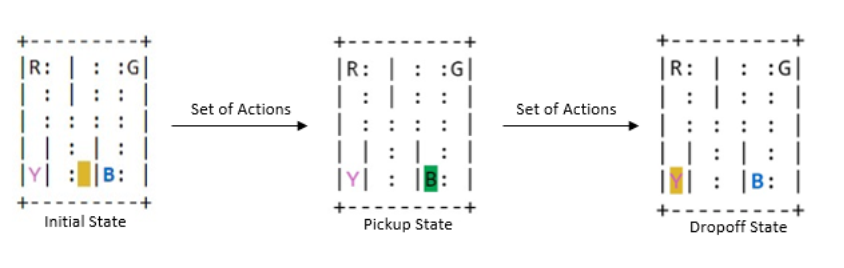 +---------+
|R: | : :G|
| : | : : |
| : : : : |
| | : | : |
|Y| : |B: |
+---------+
Initial State
Set of Actions
+---------+
|R: | : :G|
| : | : : |
| : : : : |
| | : | : |
|Y| : |B: |
+---------+
Pickup State
Set of Actions
+---------+
|R: | : :G|
| : | : : |
| : : : : |
| | : | : |
|Y| : |B: |
+---------+
Dropoff State